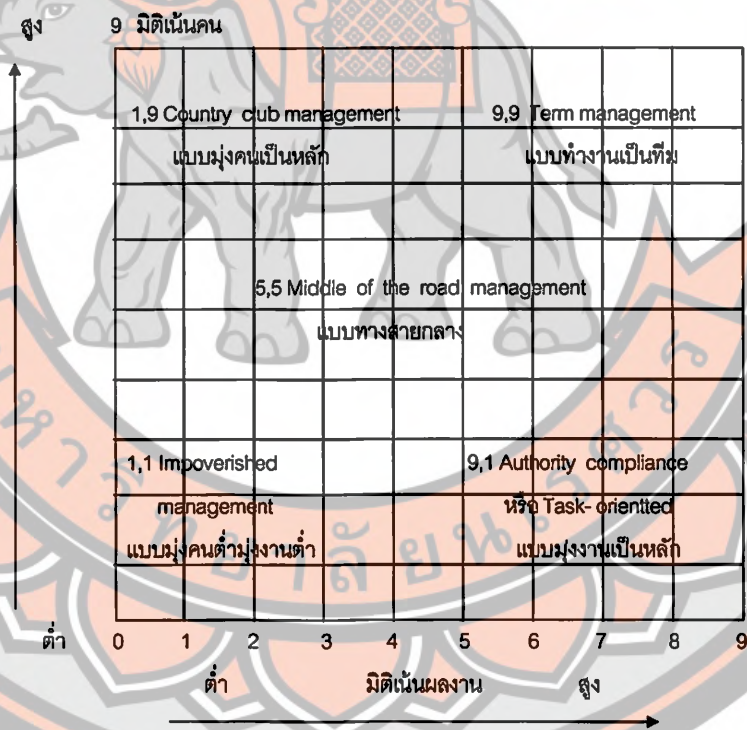 สูง 9 มิติเน้นคน
1,9 Country club management 9,9 Term management
แบบมุ่งคนเป็นหลัก แบบทำงานเป็นทีม
5,5 Middle of the road management
แบบทางสายกลาง
1,1 Impoverished 9,1 Authority compliance
management หรือ Task- orientted
แบบมุ่งคนต่ำมุ่งงานต่ำ แบบมุ่งงานเป็นหลัก
ต่ำ 0 1 2 3 4 5 6 7 8 9
ต่ำ มิติเน้นผลงาน สูง